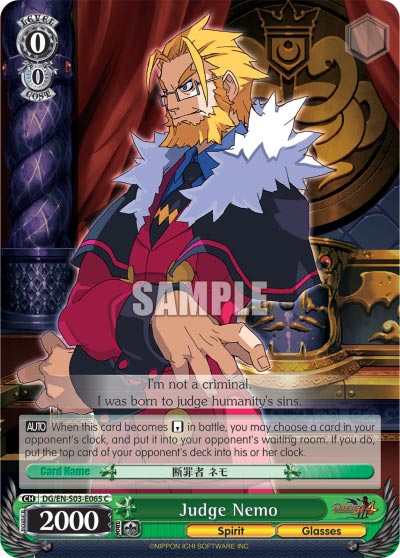 LEVEL
0
0
COST
SAMPLE
I'm not a criminal.
I was born to judge humanity's sins.
AUTO When this card becomes in battle, you may choose a card in your
opponent's clock, and put it into your opponent's waiting room. If you do,
put the top card of your opponent's deck into his or her clock.
Card Name 断罪者 ネモ
CH DG/EN-S03-E065 C
POWER 2000 SOUL Judge Nemo
Spirit Glasses
©NIPPON ICHI SOFTWARE INC.